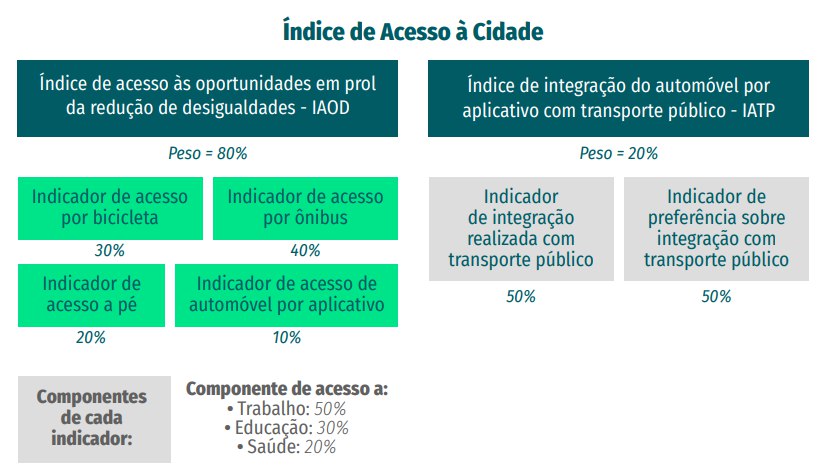 Índice de Acesso à Cidade
Índice de acesso às oportunidades em prol
da redução de desigualdades - IAOD
Peso = 80%
Indicador de acesso
por bicicleta
30%
Indicador de acesso
por ônibus
40%
Indicador de
acesso a pé
20%
Indicador de acesso de
automóvel por aplicativo
10%
Índice de integração do automóvel por
aplicativo com transporte público - IATP
Peso = 20%
Indicador
de integração
realizada com
transporte público
50%
Indicador de
preferência sobre
integração com
transporte público
50%
Componentes
de cada
indicador:
Componente de acesso a:
• Trabalho: 50%
• Educação: 30%
• Saúde: 20%